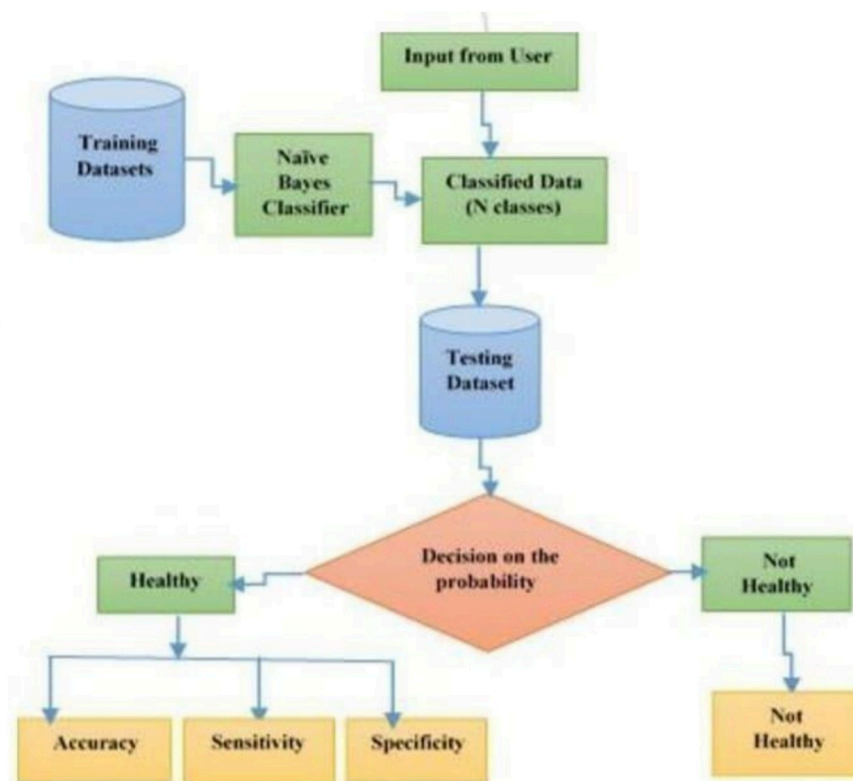 Input from User
Training
Datasets
Naïve
Bayes
Classifier
Classified Data
(N classes)
Testing
Dataset
Decision on the
probability
Healthy
Not
Healthy
Accuracy
Sensitivity
Specificity
Not
Healthy